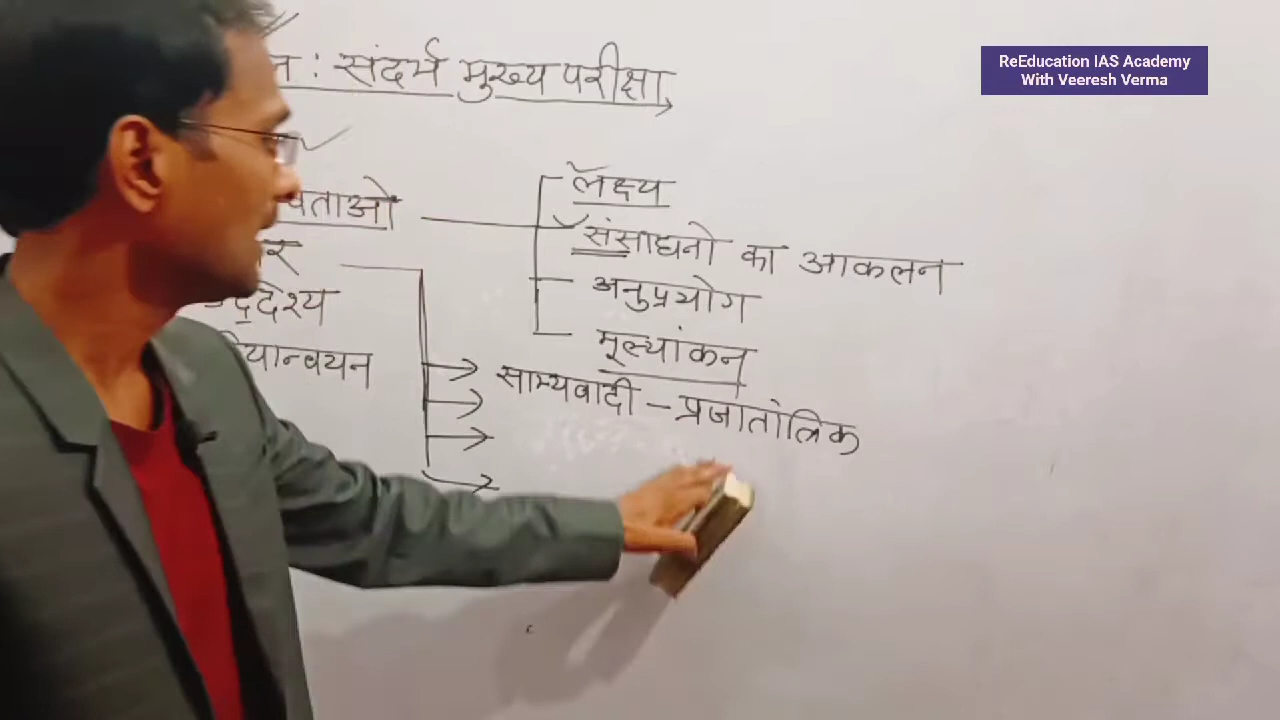 ReEducation IAS Academy
With Veeresh Verma
: संदर्भ मुख्य परीक्षा
लक्ष्य
संसाधनो का आकलन
अनुप्रयोग
मूल्यांकन
साम्यवादी - प्रजातांत्रिक